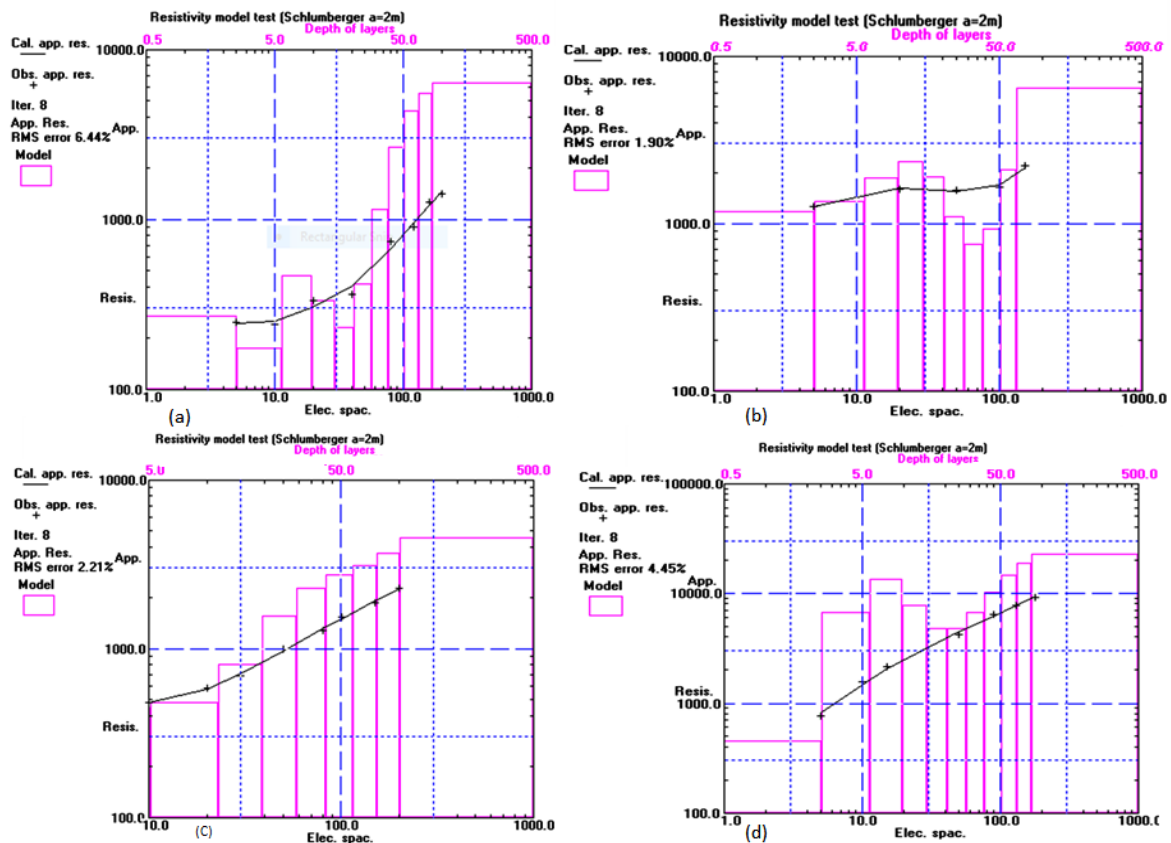 Resistivity model test (Schlumberger a=2m)
Depth of layers
0.5 5.0 50.0 500.0
Cal. app. res.
Obs. app. res.
Iter. 8
App. Res.
RMS error 6.44%
Model
App.
Resis.
10000.0
1000.0
100.0
1.0 10.0 100.0 1000.0
Elec. spac.
(a)
Resistivity model test (Schlumberger a=2m)
Depth of layers
0.5 5.0 50.0 500.0
Cal. app. res.
Obs. app. res.
Iter. 8
App. Res.
RMS error 1.90%
Model
App.
Resis.
10000.0
1000.0
100.0
1.0 10.0 100.0 1000.0
Elec. spac.
(b)
Resistivity model test (Schlumberger a=2m)
Depth of layers
5.0 50.0 500.0
Cal. app. res.
Obs. app. res.
Iter. 8
App. Res.
RMS error 2.21%
Model
App.
Resis.
10000.0
1000.0
100.0
10.0 100.0 1000.0
Elec. spac.
(C)
Resistivity model test (Schlumberger a=2m)
Depth of layers
0.5 5.0 50.0 500.0
Cal. app. res.
Obs. app. res.
Iter. 8
App. Res.
RMS error 4.45%
Model
App.
Resis.
100000.0
10000.0
1000.0
100.0
1.0 10.0 100.0 1000.0
Elec. spac.
(d)